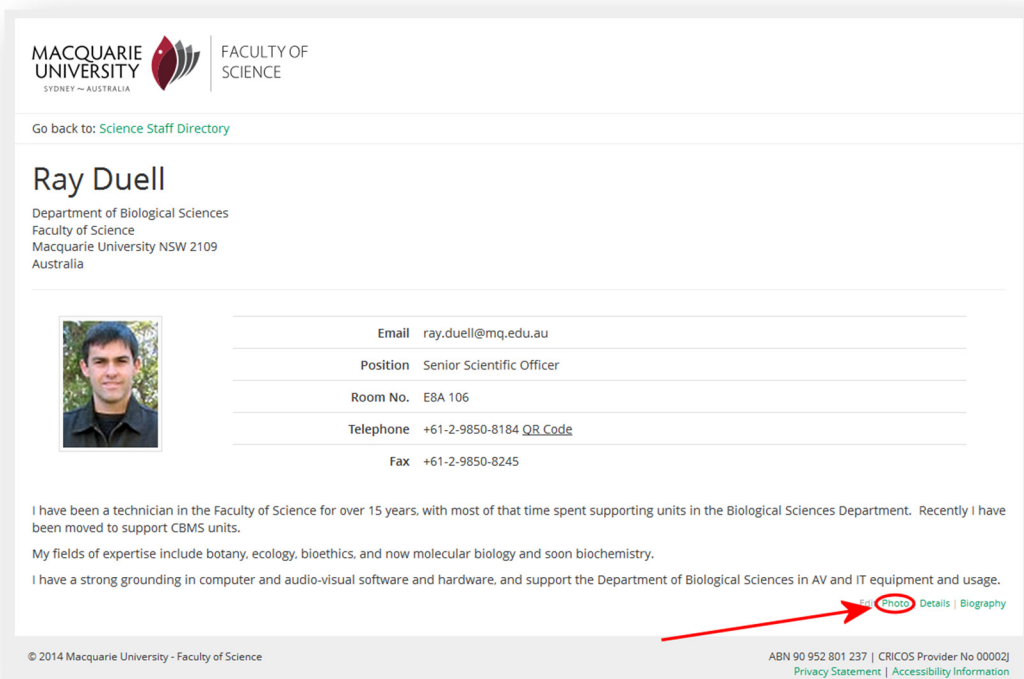 MACQUARIE
UNIVERSITY
SYDNEY ~ AUSTRALIA
FACULTY OF
SCIENCE
Go back to: Science Staff Directory
Ray Duell
Department of Biological Sciences
Faculty of Science
Macquarie University NSW 2109
Australia
Email ray.duell@mq.edu.au
Position Senior Scientific Officer
Room No. E8A 106
Telephone +61-2-9850-8184 QR Code
Fax +61-2-9850-8245
I have been a technician in the Faculty of Science for over 15 years, with most of that time spent supporting units in the Biological Sciences Department. Recently I have
been moved to support CBMS units.
My fields of expertise include botany, ecology, bioethics, and now molecular biology and soon biochemistry.
I have a strong grounding in computer and audio-visual software and hardware, and support the Department of Biological Sciences in AV and IT equipment and usage.
Edit Photo | Details | Biography
© 2014 Macquarie University - Faculty of Science
ABN 90 952 801 237 | CRICOS Provider No 00002J
Privacy Statement | Accessibility Information